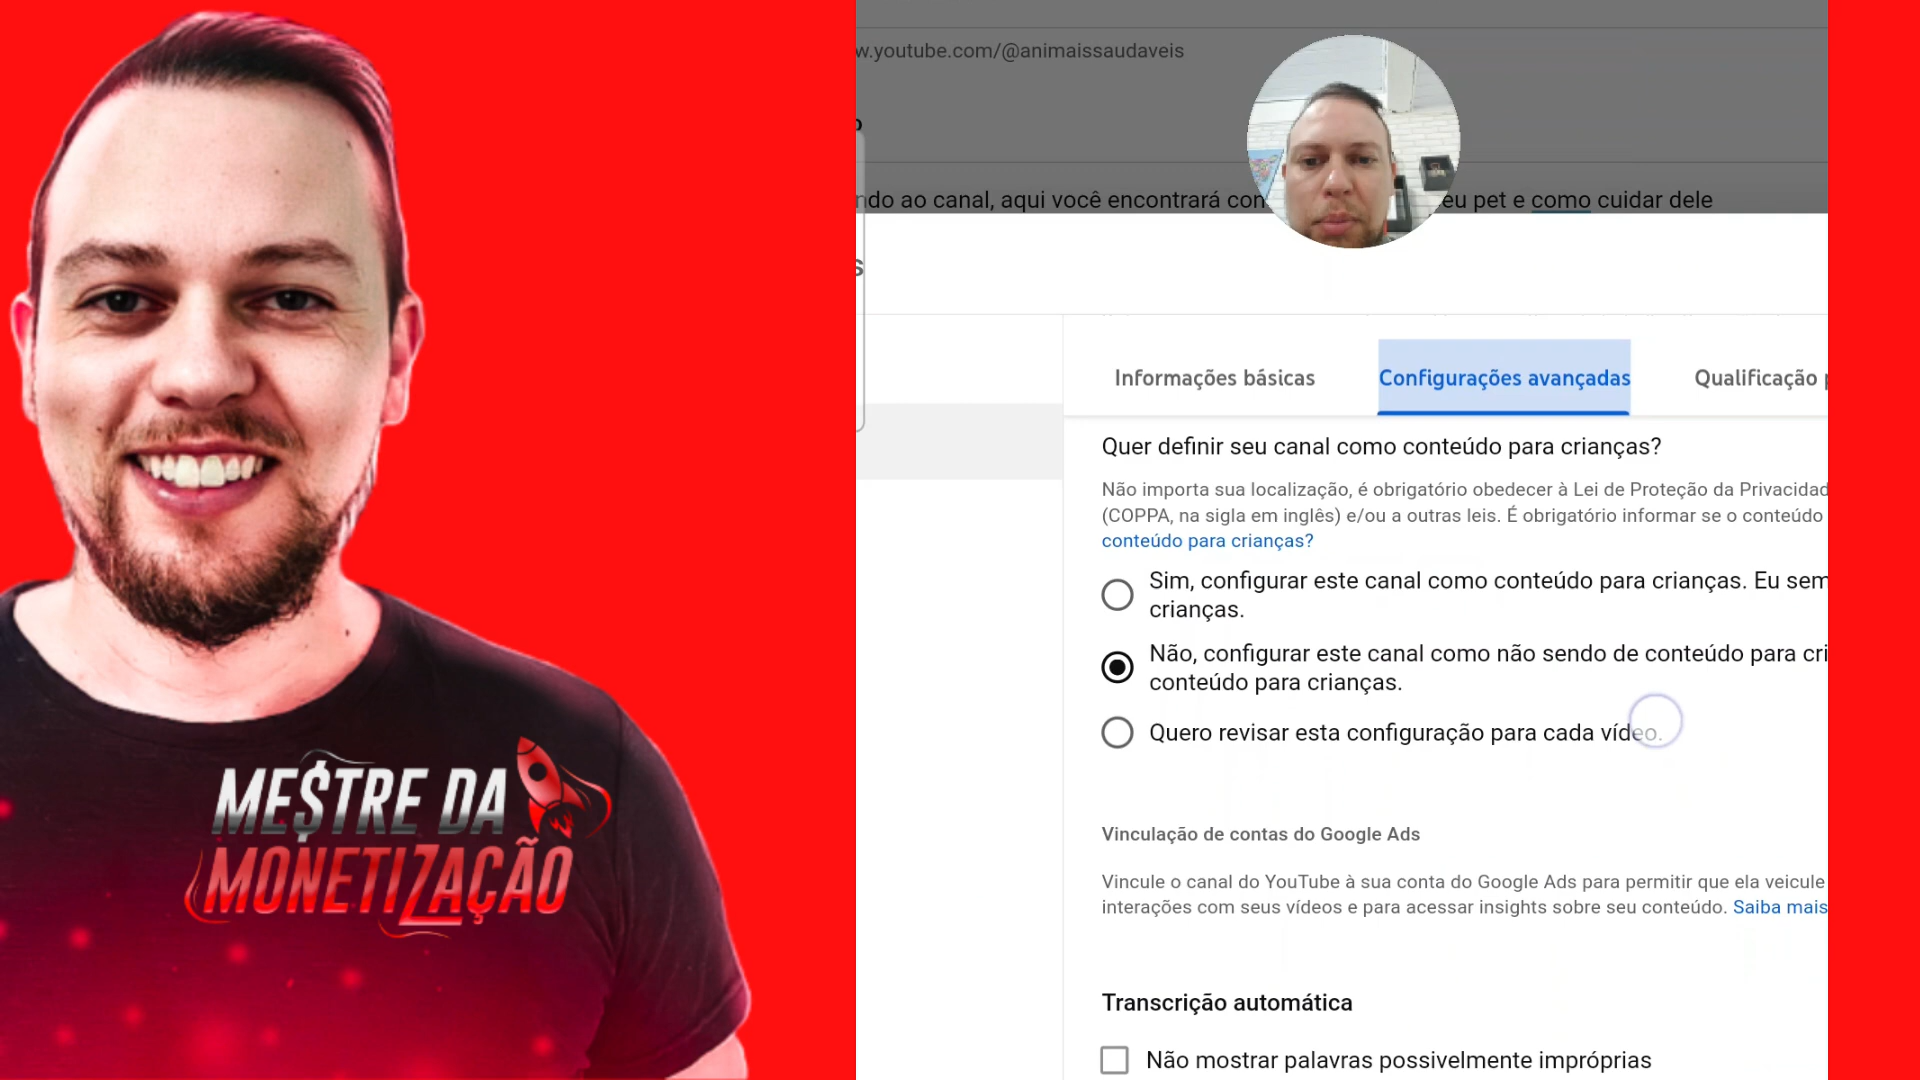 ME$TRE DA
MONETIZAÇÃO
w.youtube.com/@animaissaudaveis
ndo ao canal, aqui você encontrará con
eu pet e como cuidar dele
Informações básicas
Configurações avançadas
Qualificação p
Quer definir seu canal como conteúdo para crianças?
Não importa sua localização, é obrigatório obedecer à Lei de Proteção da Privacidad
(COPPA, na sigla em inglês) e/ou a outras leis. É obrigatório informar se o conteúdo
conteúdo para crianças?
Sim, configurar este canal como conteúdo para crianças. Eu sem
crianças.
Não, configurar este canal como não sendo de conteúdo para cri
conteúdo para crianças.
Quero revisar esta configuração para cada vídeo.
Vinculação de contas do Google Ads
Vincule o canal do YouTube à sua conta do Google Ads para permitir que ela veicule
interações com seus vídeos e para acessar insights sobre seu conteúdo. Saiba mais
Transcrição automática
Não mostrar palavras possivelmente impróprias